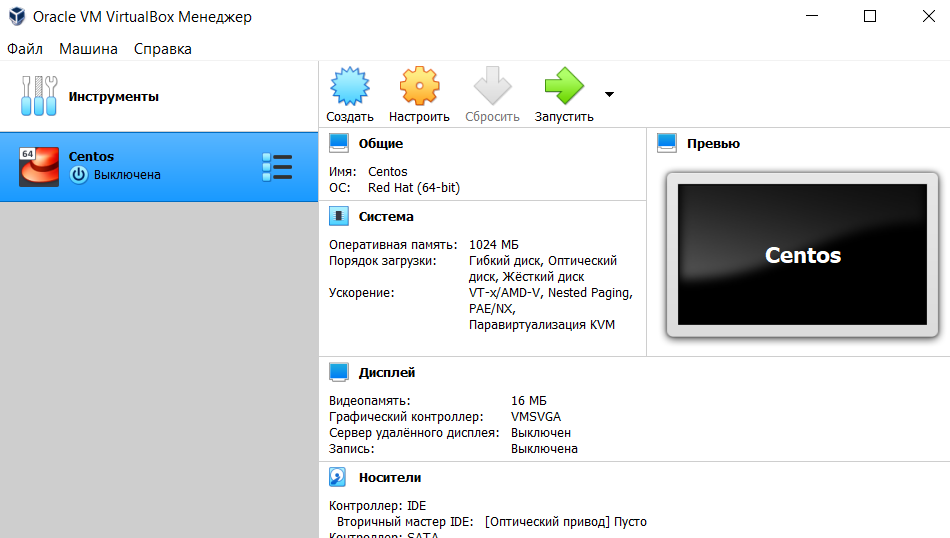 Oracle VM VirtualBox Менеджер
Файл Машина Справка
Инструменты
64
Centos
Выключена
Создать Настроить Сбросить Запустить
Общие
Имя: Centos
ОС: Red Hat (64-bit)
Превью
Centos
Система
Оперативная память: 1024 МБ
Порядок загрузки: Гибкий диск, Оптический
диск, Жёсткий диск
Ускорение: VT-x/AMD-V, Nested Paging,
PAE/NX,
Паравиртуализация KVM
Дисплей
Видеопамять: 16 МБ
Графический контроллер: VMSVGA
Сервер удалённого дисплея: Выключен
Запись: Выключена
Носители
Контроллер: IDE
Вторичный мастер IDE: [Оптический привод] Пусто
Контроллер: SATA